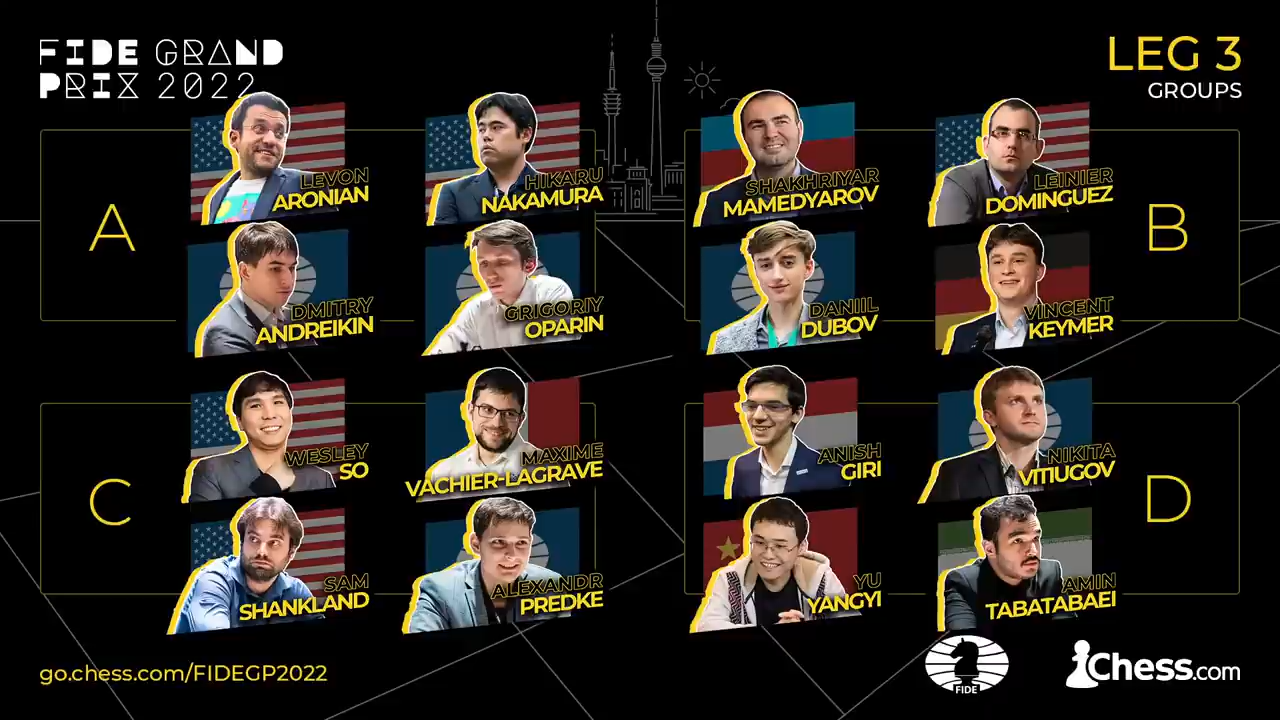 FIDE GRAND
PRIX 2022
LEG 3
GROUPS
A
LEVON
ARONIAN
HIKARU
NAKAMURA
DMITRY
ANDREIKIN
GRIGORIY
OPARIN
SHAKHRIYAR
MAMEDYAROV
LEINIER
DOMINGUEZ
B
DANIIL
DUBOV
VINCENT
KEYMER
C
WESLEY
SO
MAXIME
VACHIER-LAGRAVE
SAM
SHANKLAND
ALEXANDR
PREDKE
ANISH
GIRI
NIKITA
VITIUGOV
D
YU
YANGYI
AMIN
TABATABAEI
go.chess.com/FIDEGP2022
FIDE
Chess.com